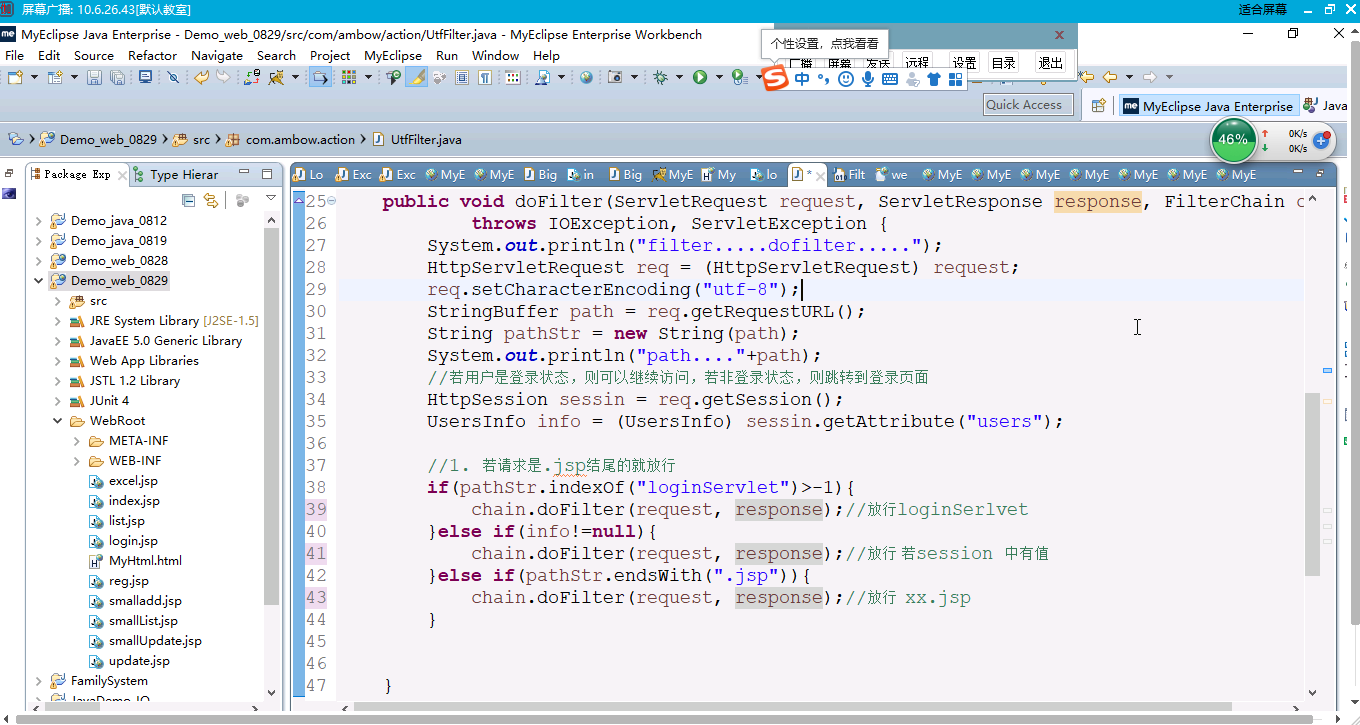 屏幕广播: 10.6.26.43[默认教室]
适合屏幕
MyEclipse Java Enterprise - Demo_web_0829/src/com/ambow/action/UtfFilter.java - MyEclipse Enterprise Workbench
File Edit Source Refactor Navigate Search Project MyEclipse Run Window Help
个性设置，点我看看
广播 屏幕 发送 远程 设置 目录 退出
中
Quick Access
MyEclipse Java Enterprise
Java
Demo_web_0829 src com.ambow.action UtfFilter.java
46%
0K/s
0K/s
Package Exp
Type Hierar
Lo Exc Exc MyE MyE Big in Big MyE My lo * Filt we MyE MyE MyE MyE MyE MyE MyE
Demo_java_0812
Demo_java_0819
Demo_web_0828
Demo_web_0829
src
JRE System Library [J2SE-1.5]
JavaEE 5.0 Generic Library
Web App Libraries
JSTL 1.2 Library
JUnit 4
WebRoot
META-INF
WEB-INF
excel.jsp
index.jsp
list.jsp
login.jsp
MyHtml.html
reg.jsp
smalladd.jsp
smallList.jsp
smallUpdate.jsp
update.jsp
FamilySystem
JavaDemo_IO
25 public void doFilter(ServletRequest request, ServletResponse response, FilterChain c
26 throws IOException, ServletException {
27 System.out.println("filter.....dofilter.....");
28 HttpServletRequest req = (HttpServletRequest) request;
29 req.setCharacterEncoding("utf-8");
30 StringBuffer path = req.getRequestURL();
31 String pathStr = new String(path);
32 System.out.println("path...."+path);
33 //若用户是登录状态，则可以继续访问，若非登录状态，则跳转到登录页面
34 HttpSession sessin = req.getSession();
35 UsersInfo info = (UsersInfo) sessin.getAttribute("users");
36
37 //1. 若请求是.jsp结尾的就放行
38 if(pathStr.indexOf("loginServlet")>-1){
39 chain.doFilter(request, response);//放行loginSerlvet
40 }else if(info!=null){
41 chain.doFilter(request, response);//放行 若session 中有值
42 }else if(pathStr.endsWith(".jsp")){
43 chain.doFilter(request, response);//放行 xx.jsp
44 }
45
46
47 }